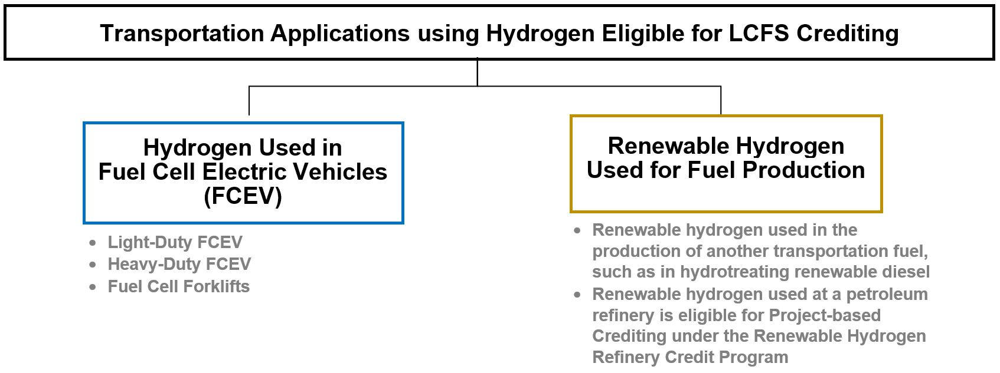 Transportation Applications using Hydrogen Eligible for LCFS Crediting
Hydrogen Used in
Fuel Cell Electric Vehicles
(FCEV)
• Light-Duty FCEV
• Heavy-Duty FCEV
• Fuel Cell Forklifts
Renewable Hydrogen
Used for Fuel Production
• Renewable hydrogen used in the
production of another transportation fuel,
such as in hydrotreating renewable diesel
• Renewable hydrogen used at a petroleum
refinery is eligible for Project-based
Crediting under the Renewable Hydrogen
Refinery Credit Program